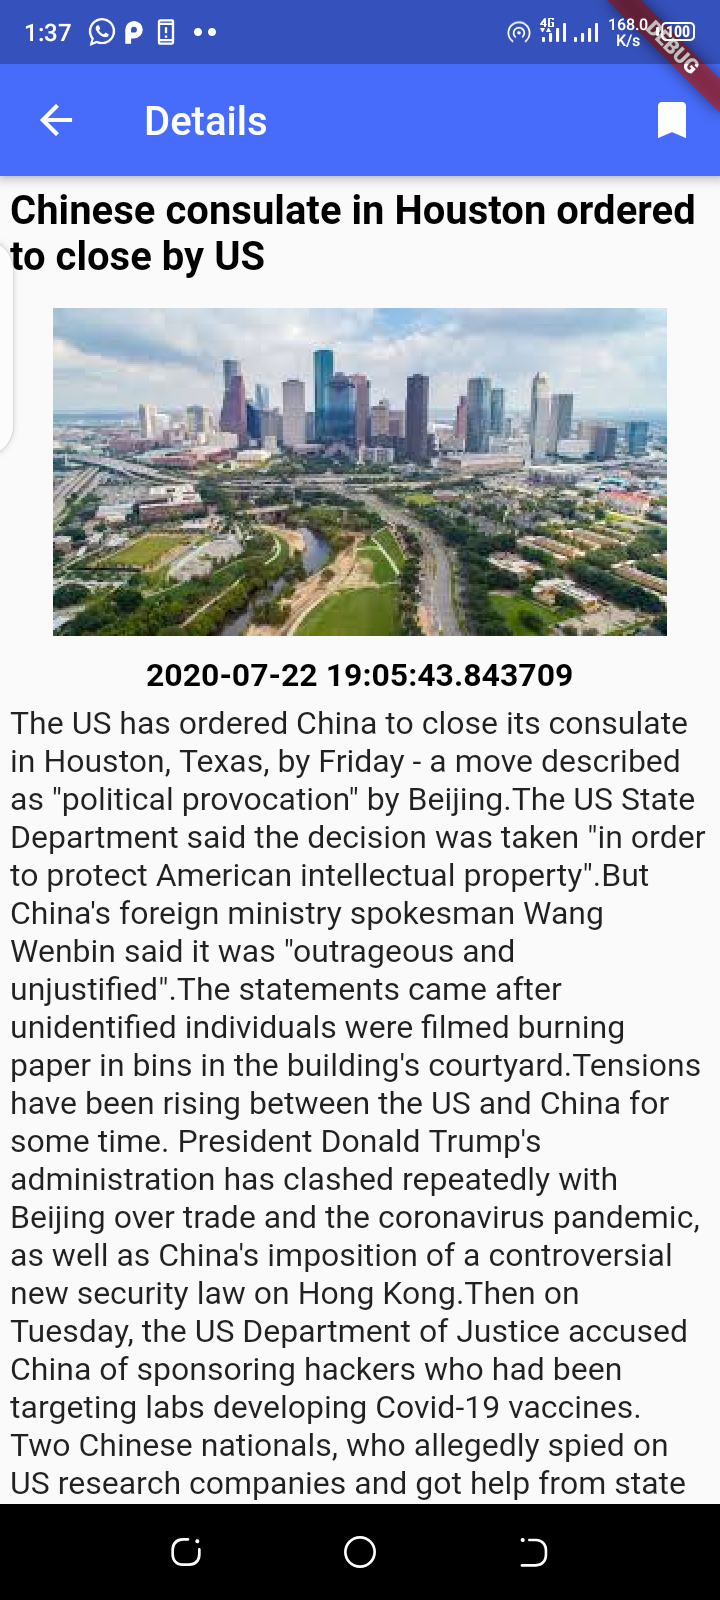 1:37
4G
168.0
K/s
100
DEBUG
Details
Chinese consulate in Houston ordered
to close by US
2020-07-22 19:05:43.843709
The US has ordered China to close its consulate
in Houston, Texas, by Friday - a move described
as "political provocation" by Beijing.The US State
Department said the decision was taken "in order
to protect American intellectual property".But
China's foreign ministry spokesman Wang
Wenbin said it was "outrageous and
unjustified".The statements came after
unidentified individuals were filmed burning
paper in bins in the building's courtyard.Tensions
have been rising between the US and China for
some time. President Donald Trump's
administration has clashed repeatedly with
Beijing over trade and the coronavirus pandemic,
as well as China's imposition of a controversial
new security law on Hong Kong.Then on
Tuesday, the US Department of Justice accused
China of sponsoring hackers who had been
targeting labs developing Covid-19 vaccines.
Two Chinese nationals, who allegedly spied on
US research companies and got help from state